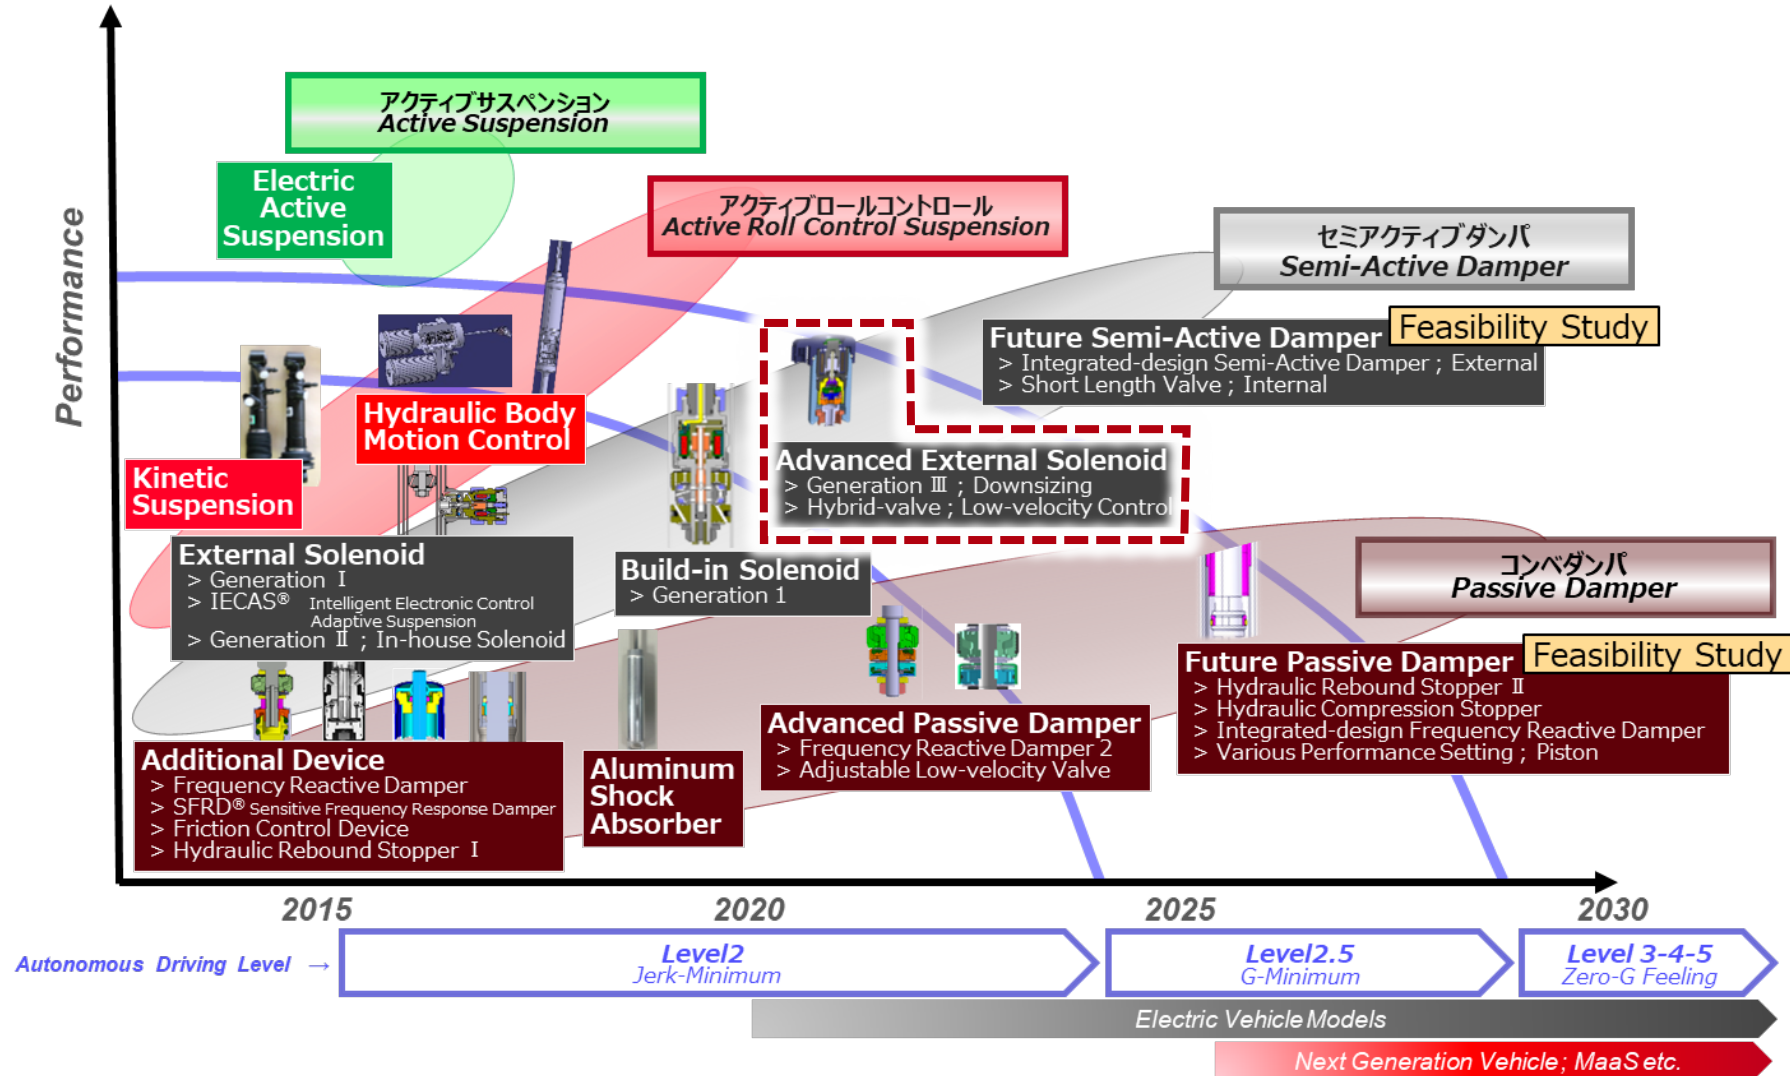 Performance
アクティブサスペンション
Active Suspension
Electric
Active
Suspension
アクティブロールコントロール
Active Roll Control Suspension
セミアクティブダンパ
Semi-Active Damper
Future Semi-Active Damper
> Integrated-design Semi-Active Damper ; External
> Short Length Valve ; Internal
Feasibility Study
Hydraulic Body
Motion Control
Kinetic
Suspension
Advanced External Solenoid
> Generation Ⅲ ; Downsizing
> Hybrid-valve ; Low-velocity Control
External Solenoid
> Generation Ⅰ
> IECAS® Intelligent Electronic Control
Adaptive Suspension
> Generation Ⅱ ; In-house Solenoid
Build-in Solenoid
> Generation 1
コンベダンパ
Passive Damper
Future Passive Damper
> Hydraulic Rebound Stopper Ⅱ
> Hydraulic Compression Stopper
> Integrated-design Frequency Reactive Damper
> Various Performance Setting ; Piston
Feasibility Study
Advanced Passive Damper
> Frequency Reactive Damper 2
> Adjustable Low-velocity Valve
Additional Device
> Frequency Reactive Damper
> SFRD® Sensitive Frequency Response Damper
> Friction Control Device
> Hydraulic Rebound Stopper Ⅰ
Aluminum
Shock
Absorber
2015
2020
2025
2030
Autonomous Driving Level →
Level2
Jerk-Minimum
Level2.5
G-Minimum
Level 3-4-5
Zero-G Feeling
Electric Vehicle Models
Next Generation Vehicle ; MaaS etc.